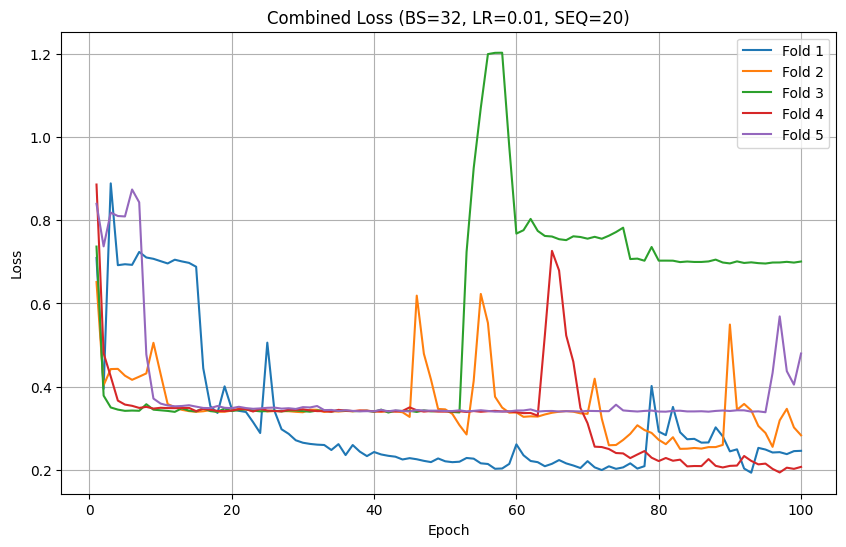 Combined Loss (BS=32, LR=0.01, SEQ=20)
Fold 1
Fold 2
Fold 3
Fold 4
Fold 5
Loss
1.2
1.0
0.8
0.6
0.4
0.2
0 20 40 60 80 100
Epoch